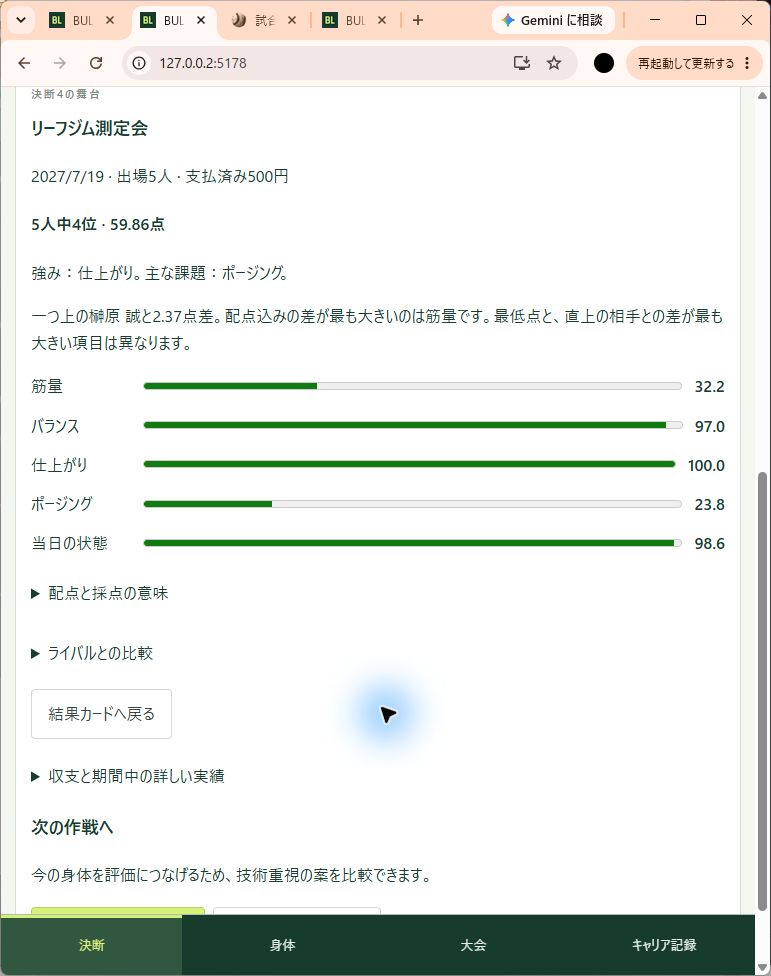 BL BUL
BL BUL
試合
BL BUL
Gemini に相談
127.0.0.2:5178
再起動して更新する
決断4の舞台
リーフジム測定会
2027/7/19 · 出場5人 · 支払済み500円
5人中4位 · 59.86点
強み：仕上がり。主な課題：ポージング。
一つ上の榊原 誠と2.37点差。配点込みの差が最も大きいのは筋量です。最低点と、直上の相手との差が最も
大きい項目は異なります。
筋量 32.2
バランス 97.0
仕上がり 100.0
ポージング 23.8
当日の状態 98.6
▶ 配点と採点の意味
▶ ライバルとの比較
結果カードへ戻る
▶ 収支と期間中の詳しい実績
次の作戦へ
今の身体を評価につなげるため、技術重視の案を比較できます。
決断 身体 大会 キャリア記録